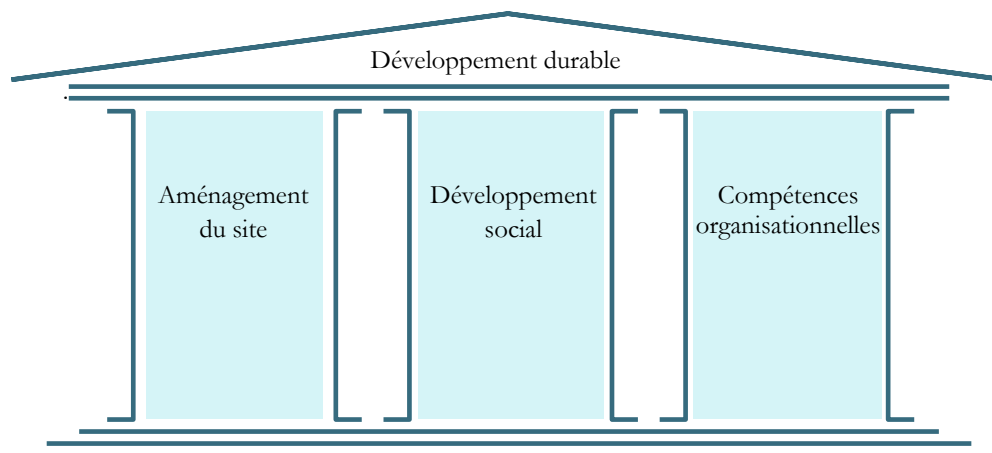 Développement durable
Aménagement
du site
Développement
social
Compétences
organisationnelles